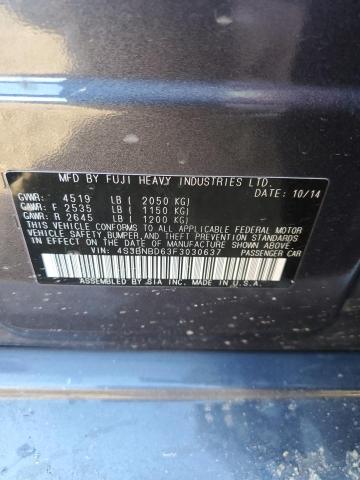 MFD BY FUJI HEAVY INDUSTRIES LTD.
GVWR: 4519 LB ( 2050 KG) DATE: 10/14
GAWR: F 2535 LB ( 1150 KG)
GAWR: R 2645 LB ( 1200 KG)
THIS VEHICLE CONFORMS TO ALL APPLICABLE FEDERAL MOTOR
VEHICLE SAFETY, BUMPER, AND THEFT PREVENTION STANDARDS
IN EFFECT ON THE DATE OF MANUFACTURE SHOWN ABOVE.
VIN: 4S3BNBD63F3030637 PASSENGER CAR
ASSEMBLED BY SIA INC. MADE IN U.S.A.